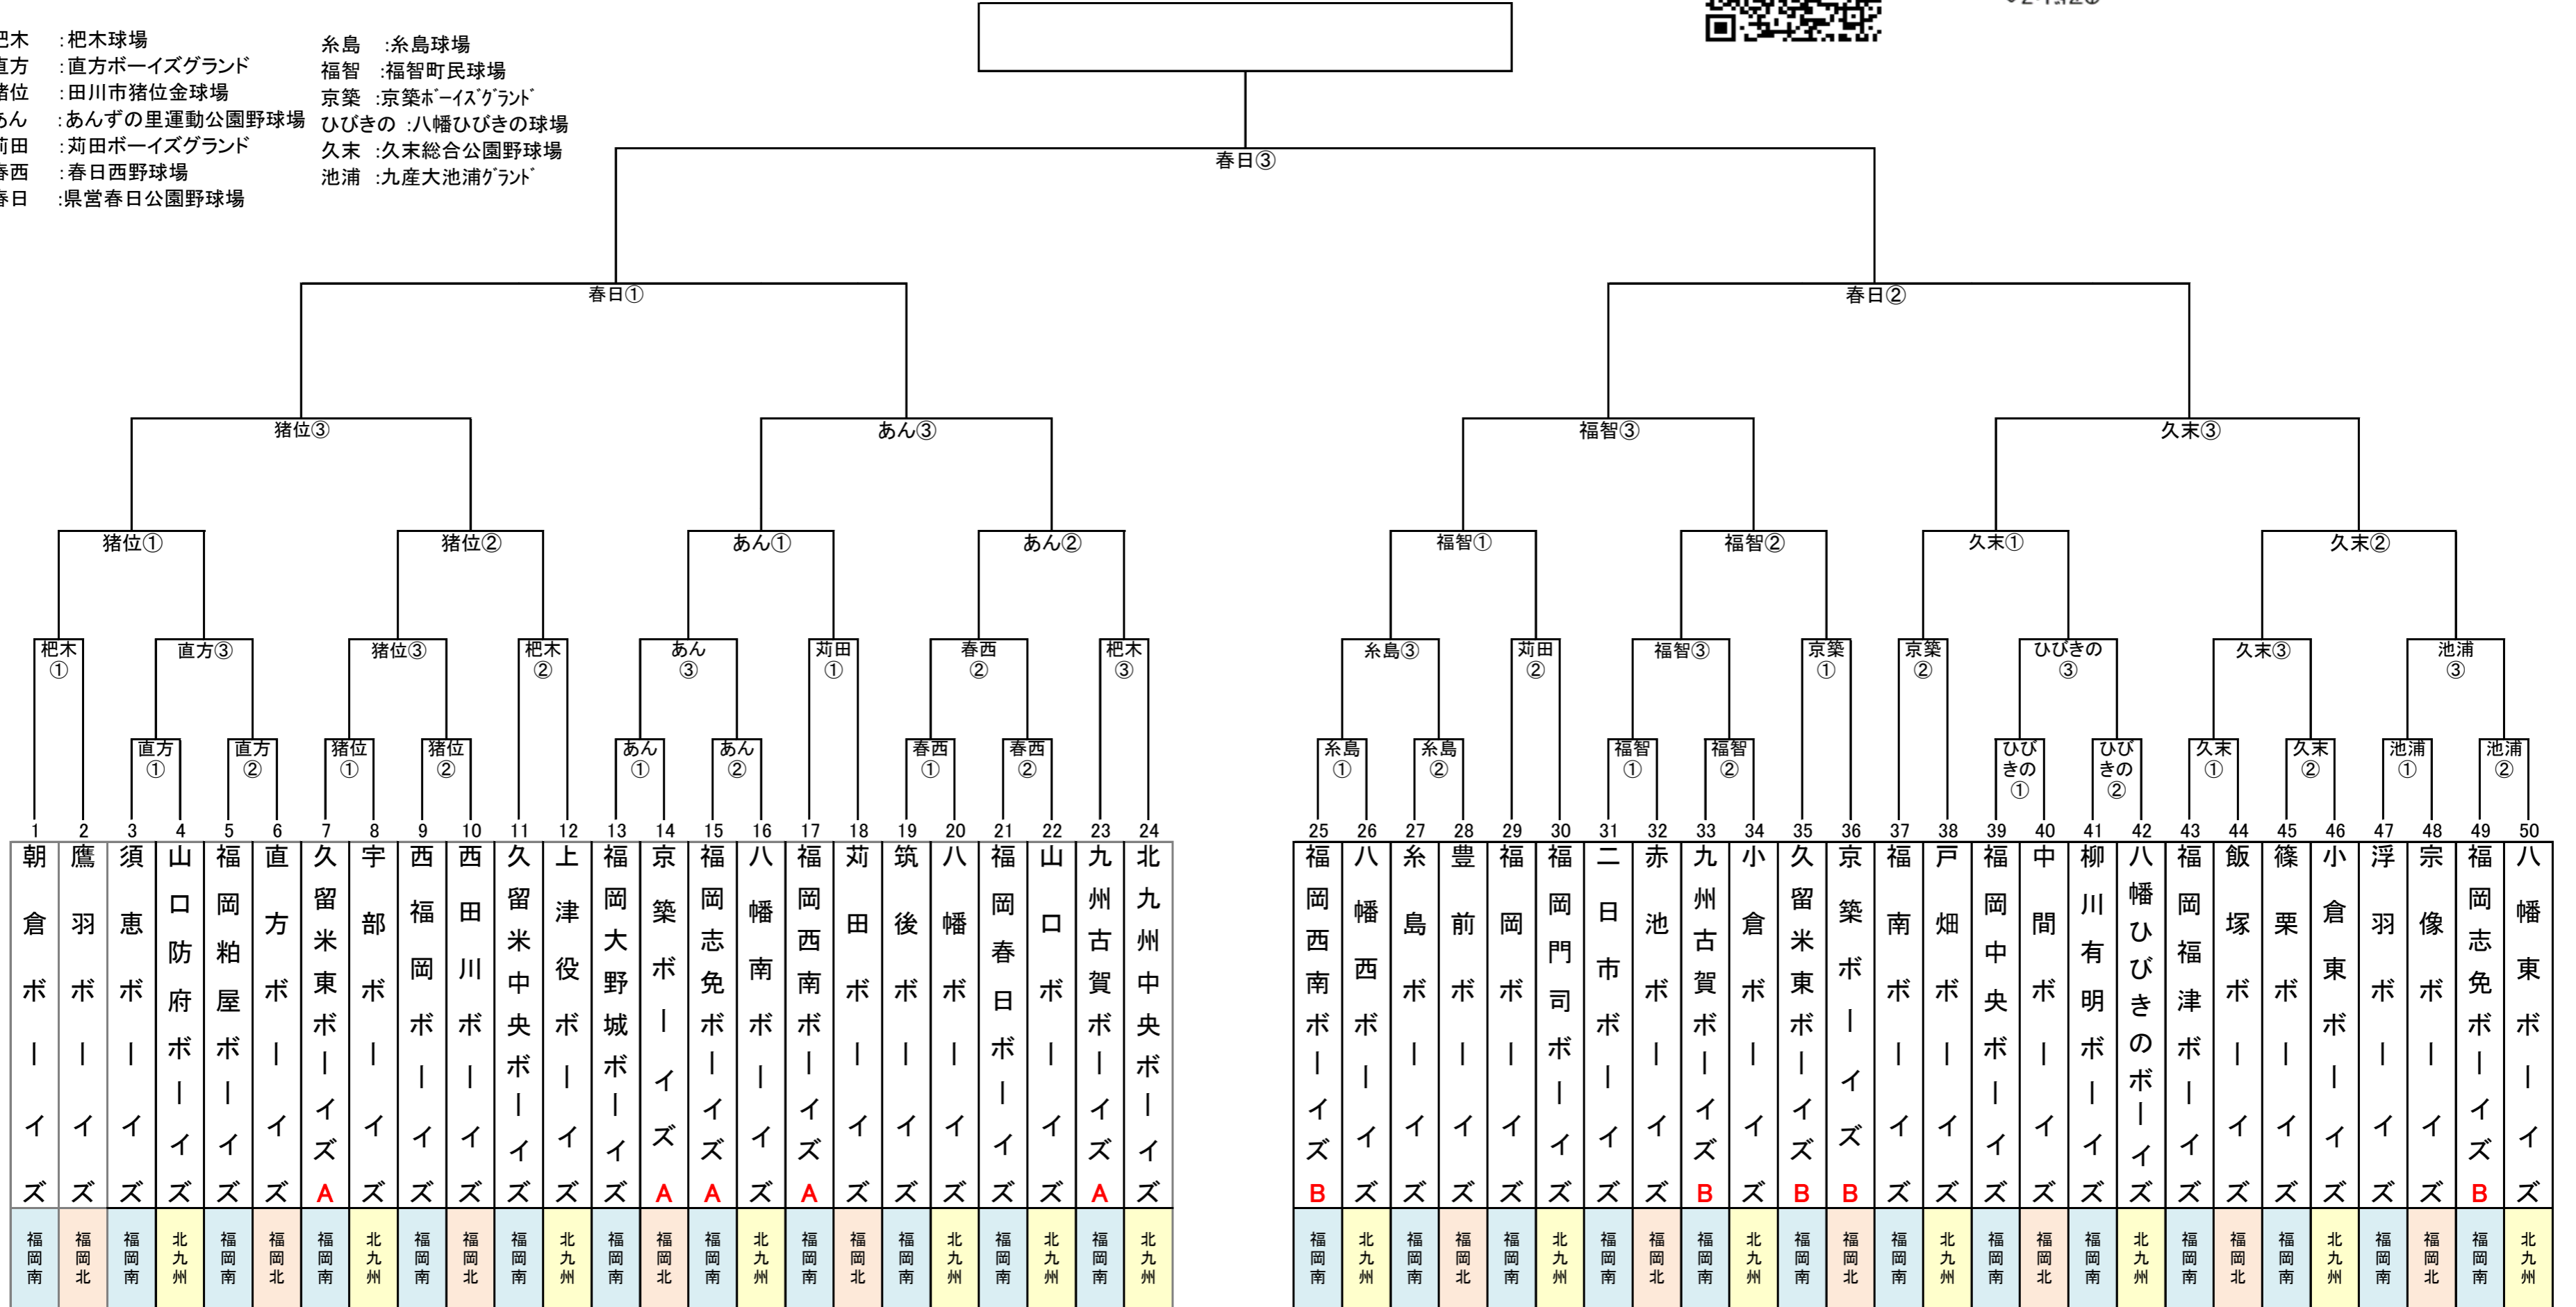 杷木 :杷木球場
直方 :直方ボーイズグランド
猪位 :田川市猪位金球場
あん :あんずの里運動公園野球場
苅田 :苅田ボーイズグランド
春西 :春日西野球場
春日 :県営春日公園野球場
糸島 :糸島球場
福智 :福智町民球場
京築 :京築ﾎﾞｰｲｽﾞｸﾞﾗﾝﾄﾞ
ひびきの :八幡ひびきの球場
久末 :久末総合公園野球場
池浦 :九産大池浦ｸﾞﾗﾝﾄﾞ
春日③
春日① 春日②
猪位③ あん③ 福智③ 久末③
猪位① 猪位② あん① あん② 福智① 福智② 久末① 久末②
杷木① 直方③ 猪位③ 杷木② あん③ 苅田① 春西② 杷木③ 糸島③ 苅田② 福智③ 京築① 京築② ひびきの③ 久末③ 池浦③
直方① 直方② 猪位① 猪位② あん① あん② 春西① 春西② 糸島① 糸島② 福智① 福智② ひびきの① ひびきの② 久末① 久末② 池浦① 池浦②
1 朝倉ボーイズ 福岡南
2 鷹羽ボーイズ 福岡北
3 須恵ボーイズ 福岡南
4 山口防府ボーイズ 北九州
5 福岡粕屋ボーイズ 福岡南
6 直方ボーイズ 福岡北
7 久留米東ボーイズA 福岡南
8 宇部ボーイズ 北九州
9 西福岡ボーイズ 福岡南
10 西田川ボーイズ 福岡北
11 久留米中央ボーイズ 福岡南
12 上津役ボーイズ 北九州
13 福岡大野城ボーイズ 福岡南
14 京築ボーイズA 福岡北
15 福岡志免ボーイズA 福岡南
16 八幡南ボーイズ 北九州
17 福岡西南ボーイズA 福岡南
18 苅田ボーイズ 福岡北
19 筑後ボーイズ 福岡南
20 八幡ボーイズ 北九州
21 福岡春日ボーイズ 福岡南
22 山口ボーイズ 北九州
23 九州古賀ボーイズA 福岡南
24 北九州中央ボーイズ 北九州
25 福岡西南ボーイズB 福岡南
26 八幡西ボーイズ 北九州
27 糸島ボーイズ 福岡南
28 豊前ボーイズ 福岡北
29 福岡ボーイズ 福岡南
30 福岡門司ボーイズ 北九州
31 二日市ボーイズ 福岡南
32 赤池ボーイズ 福岡北
33 九州古賀ボーイズB 福岡南
34 小倉ボーイズ 北九州
35 久留米東ボーイズB 福岡南
36 京築ボーイズB 福岡北
37 福南ボーイズ 福岡南
38 戸畑ボーイズ 北九州
39 福岡中央ボーイズ 福岡南
40 中間ボーイズ 福岡北
41 柳川有明ボーイズ 福岡南
42 八幡ひびきのボーイズ 北九州
43 福岡福津ボーイズ 福岡南
44 飯塚ボーイズ 福岡北
45 篠栗ボーイズ 福岡南
46 小倉東ボーイズ 北九州
47 浮羽ボーイズ 福岡南
48 宗像ボーイズ 福岡北
49 福岡志免ボーイズB 福岡南
50 八幡東ボーイズ 北九州